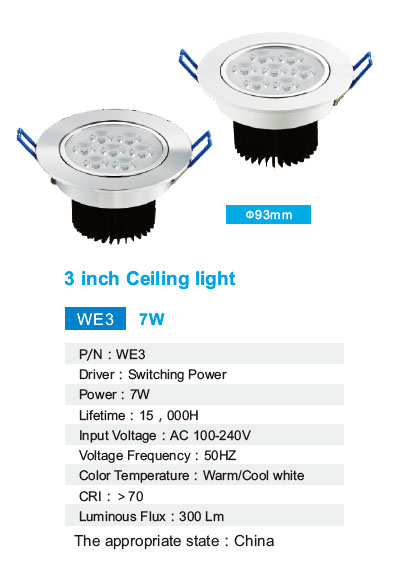 Φ93mm
3 inch Ceiling light
WE3 7W
P/N：WE3
Driver：Switching Power
Power：7W
Lifetime：15，000H
Input Voltage：AC 100-240V
Voltage Frequency：50HZ
Color Temperature：Warm/Cool white
CRI：＞70
Luminous Flux：300 Lm
The appropriate state：China